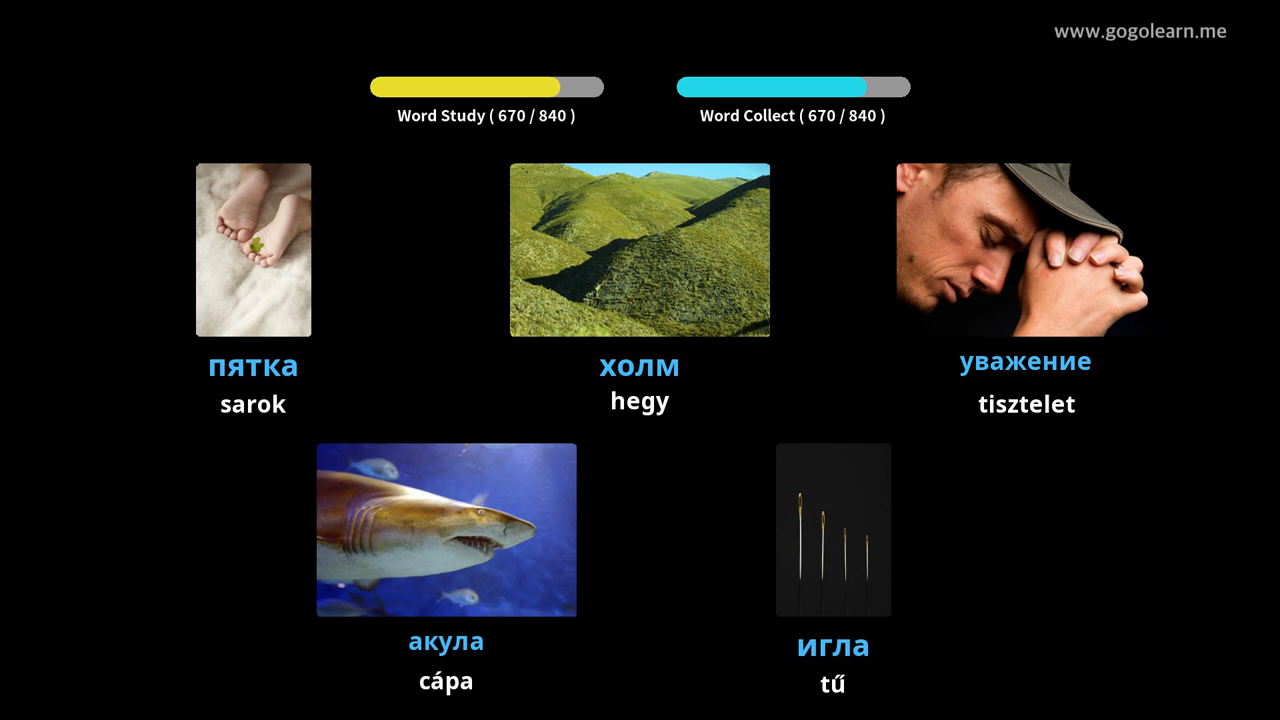 www.gogolearn.me
Word Study ( 670 / 840 )
Word Collect ( 670 / 840 )
пятка
sarok
холм
hegy
уважение
tisztelet
акула
cápa
игла
tű